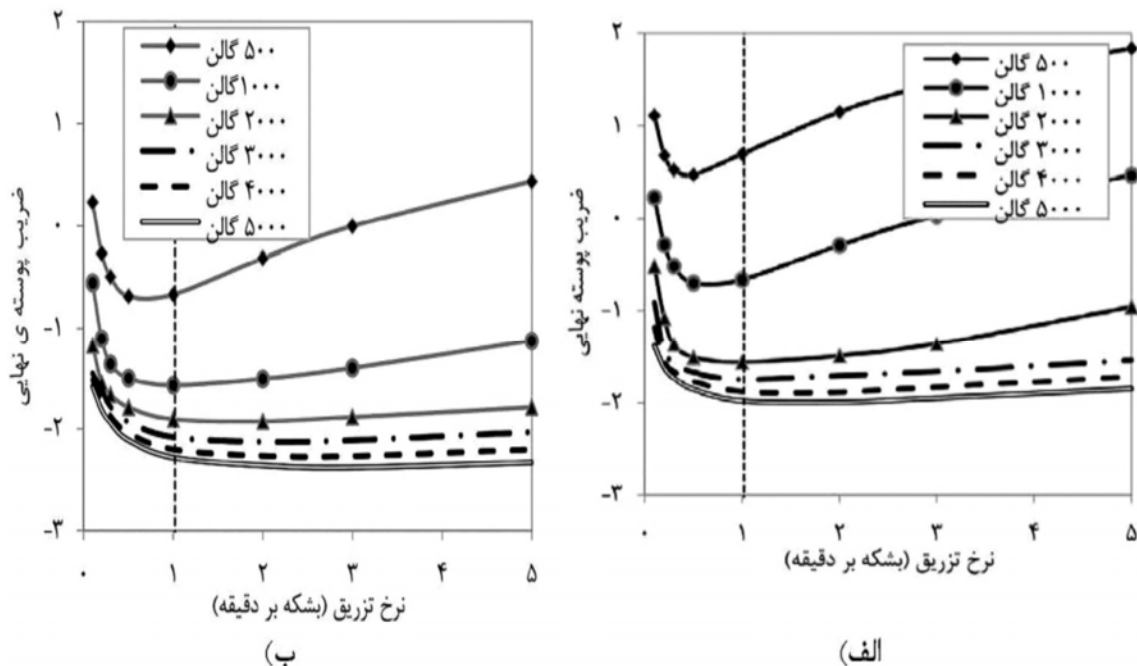 ۲
۱
۰
-۱
-۲
-۳
ضریب پوسته نهایی
۵۰۰ گالن
۱۰۰۰ گالن
۲۰۰۰ گالن
۳۰۰۰ گالن
۴۰۰۰ گالن
۵۰۰۰ گالن
۰ ۱ ۲ ۳ ۴ ۵
نرخ تزریق (بشکه بر دقیقه)
الف)
۲
۱
۰
-۱
-۲
-۳
ضریب پوسته ی نهایی
۵۰۰ گالن
۱۰۰۰گالن
۲۰۰۰ گالن
۳۰۰۰ گالن
۴۰۰۰ گالن
۵۰۰۰ گالن
۰ ۱ ۲ ۳ ۴ ۵
نرخ تزریق (بشکه بر دقیقه)
ب)